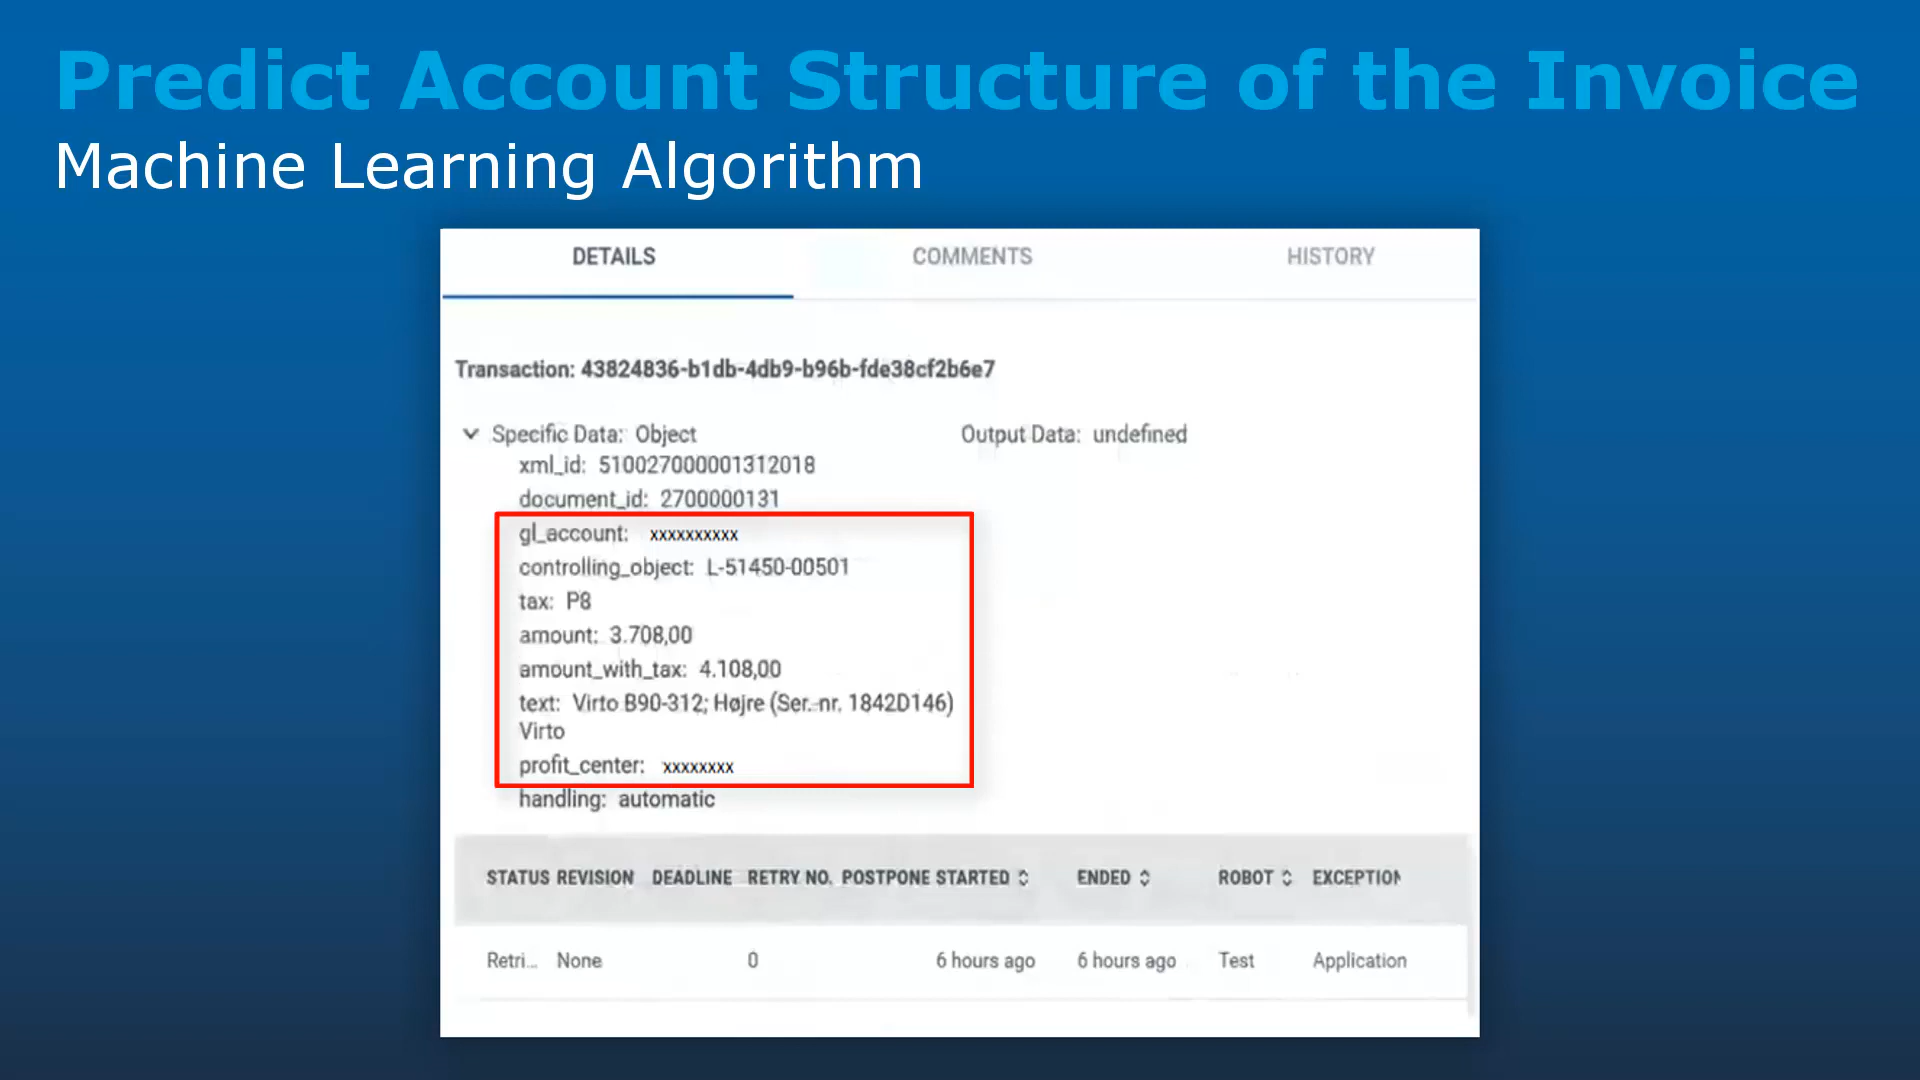 Predict Account Structure of the Invoice
Machine Learning Algorithm
DETAILS COMMENTS HISTORY
Transaction: 43824836-b1db-4db9-b96b-fde38cf2b6e7
Specific Data: Object Output Data: undefined
xml_id: 510027000001312018
document_id: 2700000131
gl_account: xxxxxxxxxx
controlling_object: L-51450-00501
tax: P8
amount: 3.708,00
amount_with_tax: 4.108,00
text: Virto B90-312; Højre (Ser.-nr. 1842D146)
Virto
profit_center: xxxxxxxx
handling: automatic
STATUS REVISION DEADLINE RETRY NO. POSTPONE STARTED ENDED ROBOT EXCEPTION
Retri... None 0 6 hours ago 6 hours ago Test Application